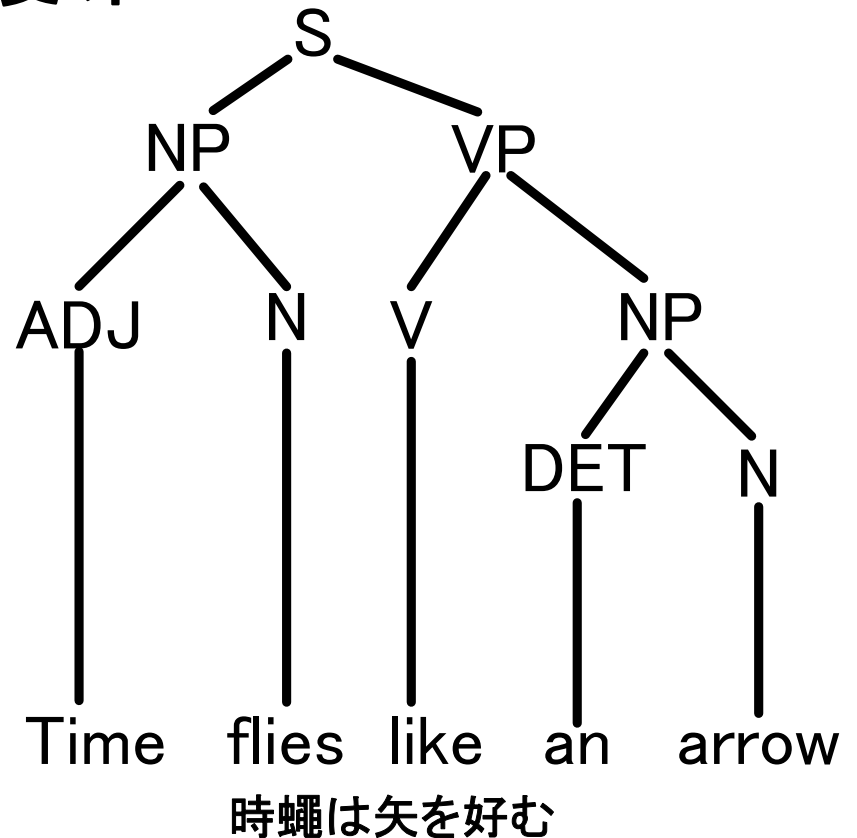 S
NP VP
ADJ N V NP
DET N
Time flies like an arrow
時蠅は矢を好む